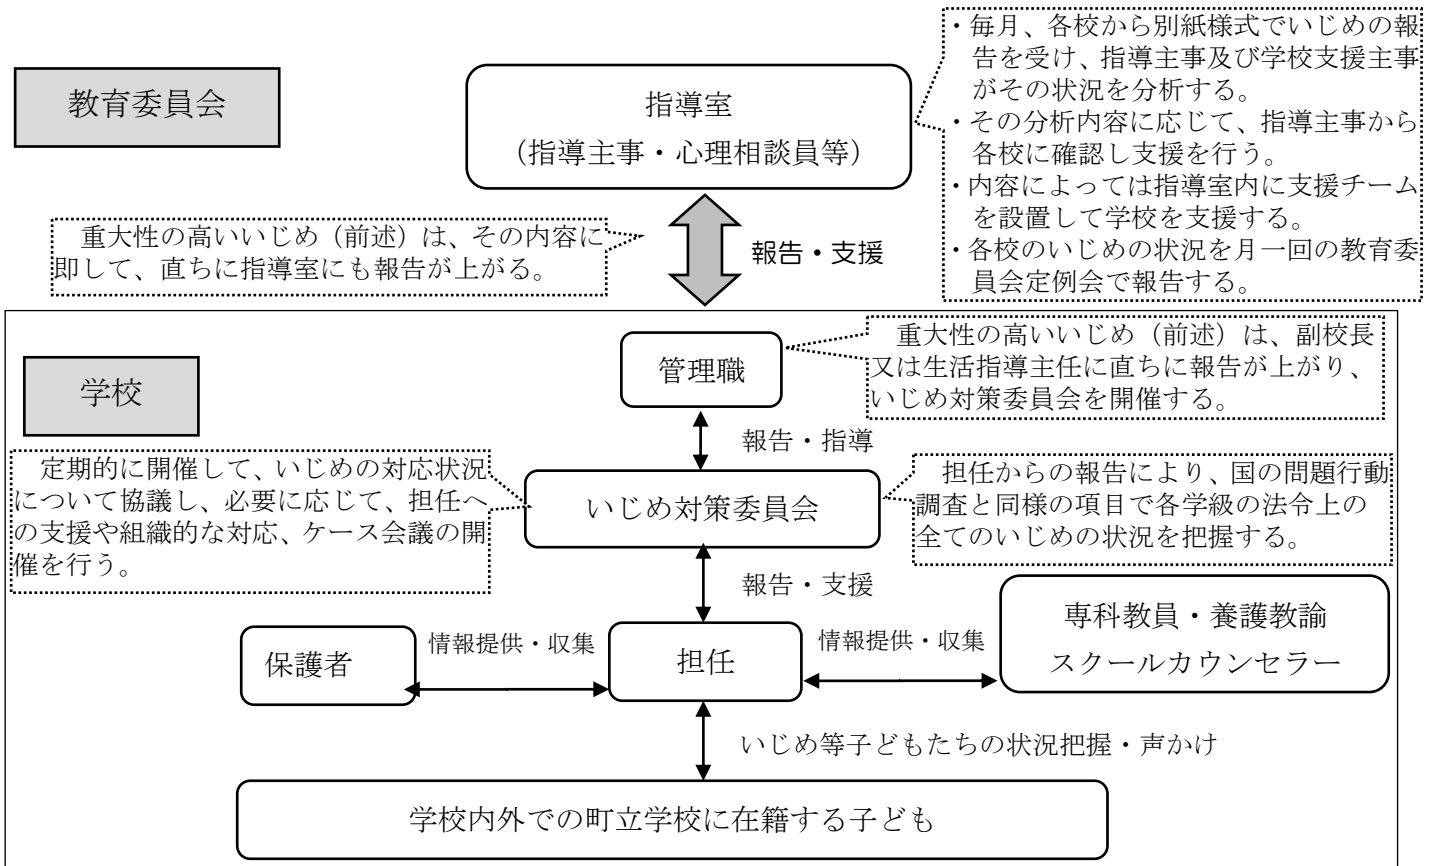 教育委員会
指導室
(指導主事・心理相談員等)
・毎月、各校から別紙様式でいじめの報
告を受け、指導主事及び学校支援主事
がその状況を分析する。
・その分析内容に応じて、指導主事から
各校に確認し支援を行う。
・内容によっては指導室内に支援チーム
を設置して学校を支援する。
・各校のいじめの状況を月一回の教育委
員会定例会で報告する。
重大性の高いいじめ（前述）は、その内容に
即して、直ちに指導室にも報告が上がる。
報告・支援
学校
管理職
重大性の高いいじめ（前述）は、副校長
又は生活指導主任に直ちに報告が上がり、
いじめ対策委員会を開催する。
報告・指導
定期的に開催して、いじめの対応状況
について協議し、必要に応じて、担任へ
の支援や組織的な対応、ケース会議の開
催を行う。
いじめ対策委員会
担任からの報告により、国の問題行動
調査と同様の項目で各学級の法令上の
全てのいじめの状況を把握する。
報告・支援
保護者
情報提供・収集
担任
情報提供・収集
専科教員・養護教諭
スクールカウンセラー
いじめ等子どもたちの状況把握・声かけ
学校内外での町立学校に在籍する子ども